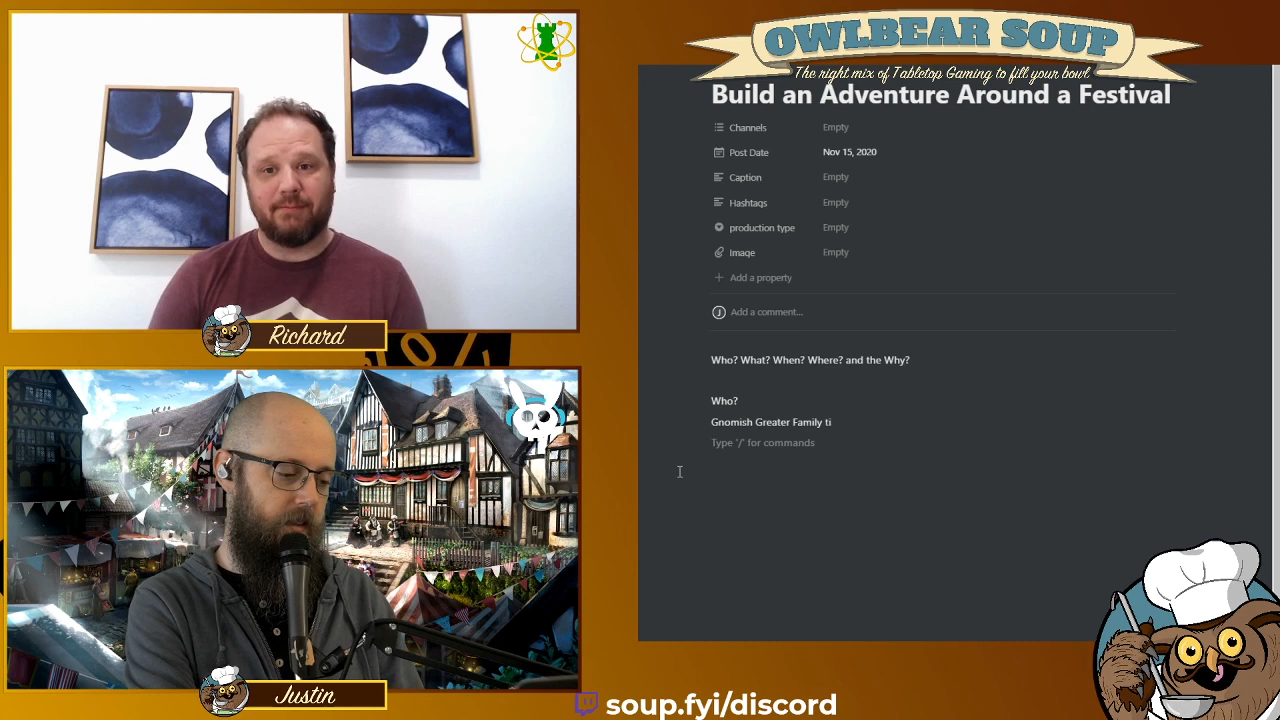 OWLBEAR SOUP
The right mix of Tabletop Gaming to fill your bowl
Build an Adventure Around a Festival
Channels Empty
Post Date Nov 15, 2020
Caption Empty
Hashtags Empty
production type Empty
Image Empty
Add a property
Add a comment...
Who? What? When? Where? and the Why?
Who?
Gnomish Greater Family ti
Type '/' for commands
Richard
Justin
soup.fyi/discord